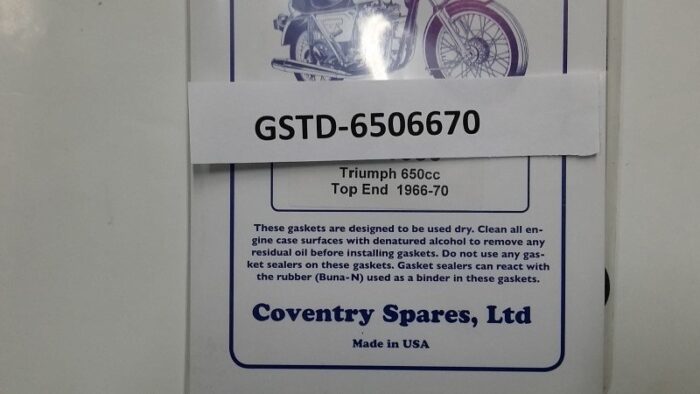 GSTD-6506670
Triumph 650cc
Top End 1966-70
These gaskets are designed to be used dry. Clean all en-
gine case surfaces with denatured alcohol to remove any
residual oil before installing gaskets. Do not use any gas-
ket sealers on these gaskets. Gasket sealers can react with
the rubber (Buna-N) used as a binder in these gaskets.
Coventry Spares, Ltd
Made in USA